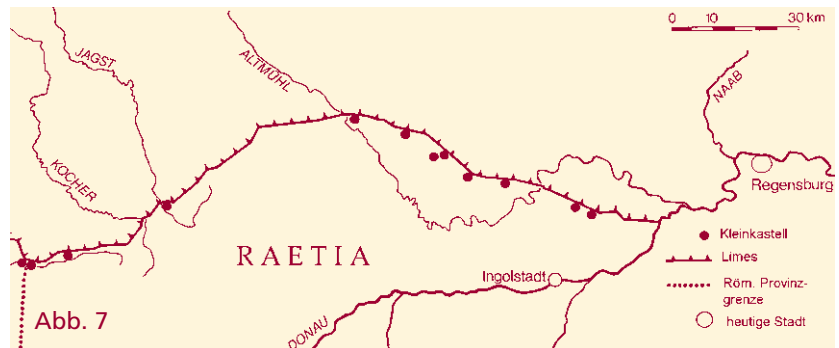 0 10 30 km
JAGST
ALTMÜHL
NAAB
KOCHER
Regensburg
RAETIA
Ingolstadt
DONAU
Abb. 7
Kleinkastell
Limes
Röm. Provinz-
grenze
heutige Stadt